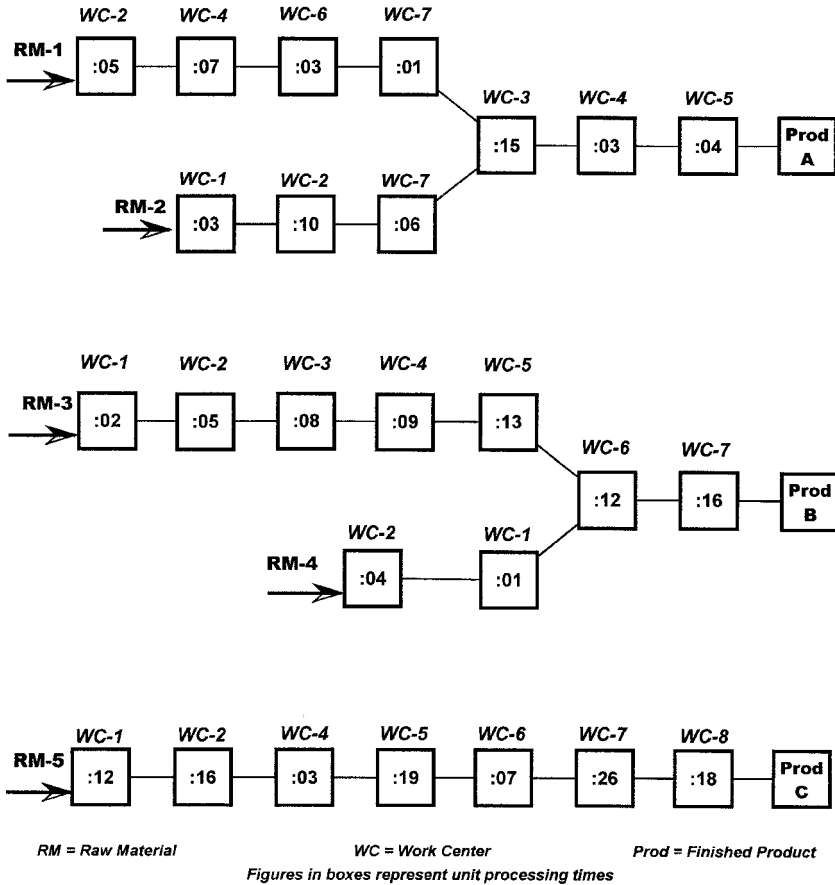 WC-2 WC-4 WC-6 WC-7
RM-1
:05 :07 :03 :01
WC-3 WC-4 WC-5
:15 :03 :04 Prod
A
WC-1 WC-2 WC-7
RM-2
:03 :10 :06
WC-1 WC-2 WC-3 WC-4 WC-5
RM-3
:02 :05 :08 :09 :13
WC-6 WC-7
:12 :16 Prod
B
WC-2 WC-1
RM-4
:04 :01
WC-1 WC-2 WC-4 WC-5 WC-6 WC-7 WC-8
RM-5
:12 :16 :03 :19 :07 :26 :18 Prod
C
RM = Raw Material WC = Work Center Prod = Finished Product
Figures in boxes represent unit processing times